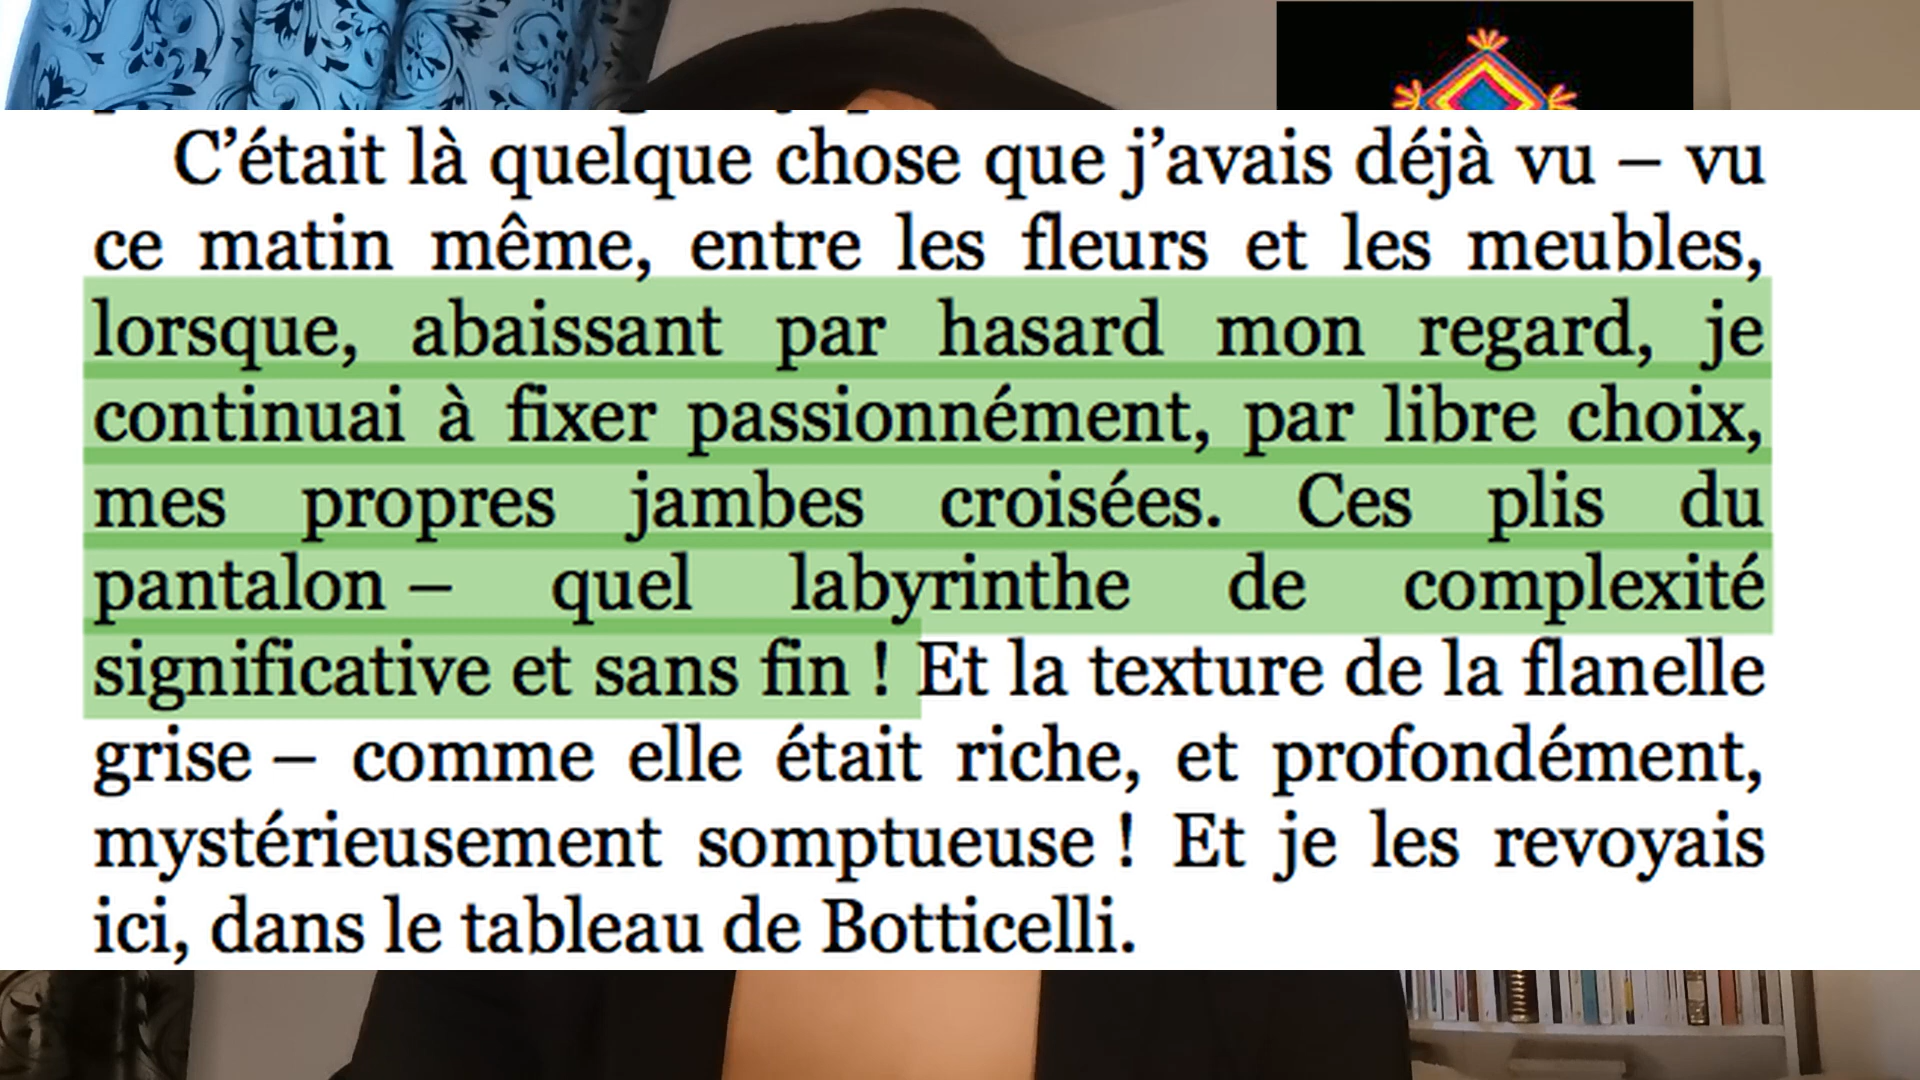 C’était là quelque chose que j’avais déjà vu – vu
ce matin même, entre les fleurs et les meubles,
lorsque, abaissant par hasard mon regard, je
continuai à fixer passionnément, par libre choix,
mes propres jambes croisées. Ces plis du
pantalon – quel labyrinthe de complexité
significative et sans fin ! Et la texture de la flanelle
grise – comme elle était riche, et profondément,
mystérieusement somptueuse ! Et je les revoyais
ici, dans le tableau de Botticelli.